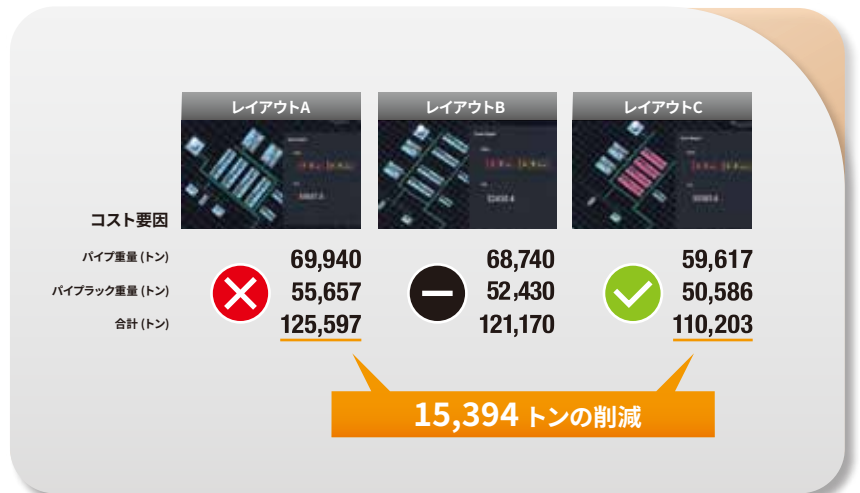 レイアウトA レイアウトB レイアウトC
コスト要因
パイプ重量 (トン) 69,940 68,740 59,617
パイプラック重量 (トン) 55,657 52,430 50,586
合計 (トン) 125,597 121,170 110,203
15,394 トンの削減